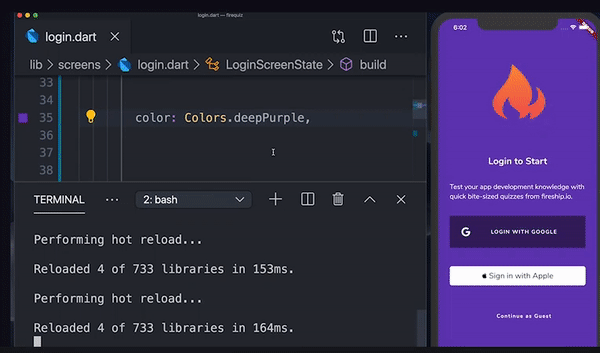 login.dart — firequiz
login.dart
lib > screens > login.dart > LoginScreenState > build
33
34
35 color: Colors.deepPurple,
36
37
38
TERMINAL
2: bash
Performing hot reload...
Reloaded 4 of 733 libraries in 153ms.
Performing hot reload...
Reloaded 4 of 733 libraries in 164ms.
6:02
Login to Start
Test your app development knowledge with
quick bite-sized quizzes from fireship.io.
LOGIN WITH GOOGLE
Sign in with Apple
Continue as Guest